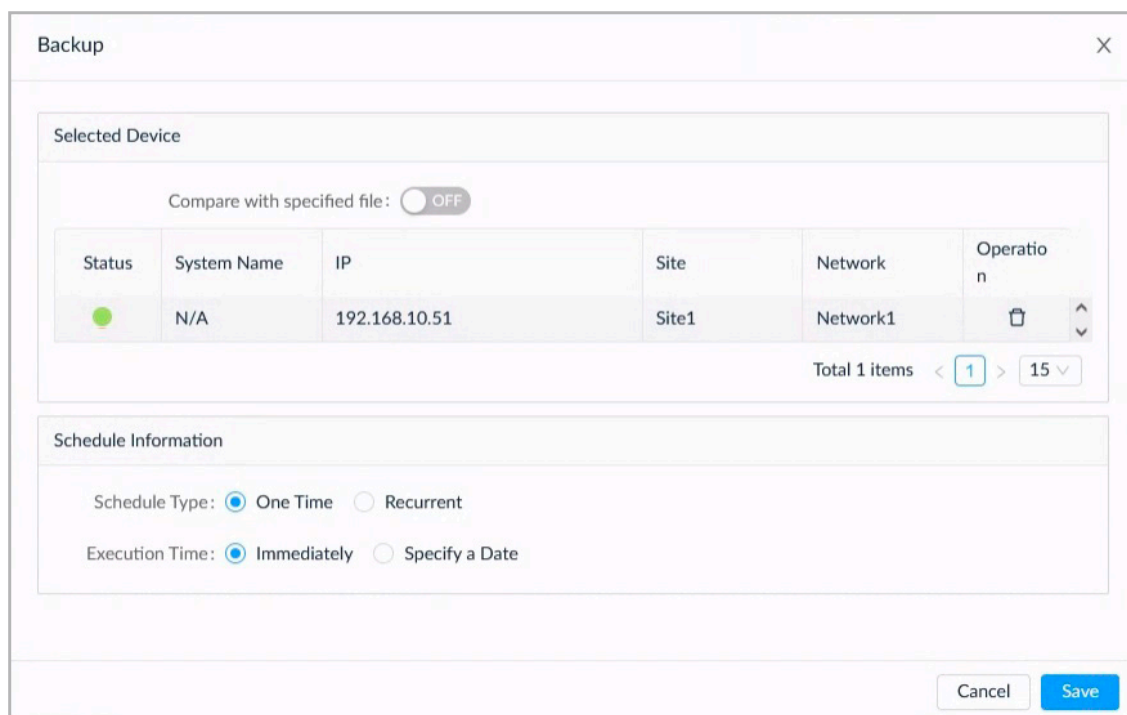 Backup
Selected Device
Compare with specified file: OFF
Status System Name IP Site Network Operatio
n
N/A 192.168.10.51 Site1 Network1
Total 1 items < 1 > 15
Schedule Information
Schedule Type: One Time Recurrent
Execution Time: Immediately Specify a Date
Cancel Save